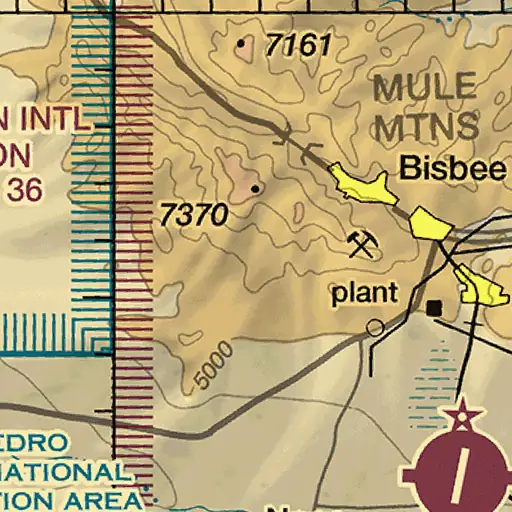 7161
MULE
MTNS
N INTL
ON
36
Bisbee
7370
plant
5000
EDRO
NATIONAL
TION AREA